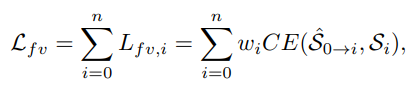 $\mathcal{L}_{fv} = \sum_{i=0}^{n} L_{fv,i} = \sum_{i=0}^{n} w_i CE(\hat{\mathcal{S}}_{0 \to i}, \mathcal{S}_i),$